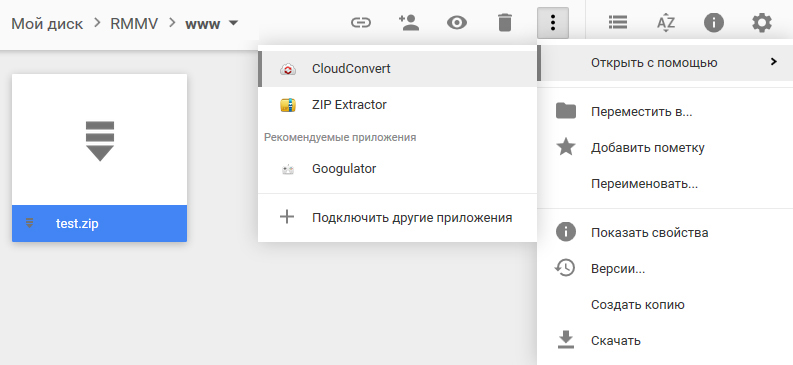 Мой диск > RMMV > www
AZ
CloudConvert
ZIP Extractor
Рекомендуемые приложения
Googulator
Подключить другие приложения
Открыть с помощью
Переместить в...
Добавить пометку
Переименовать...
Показать свойства
Версии...
Создать копию
Скачать
test.zip